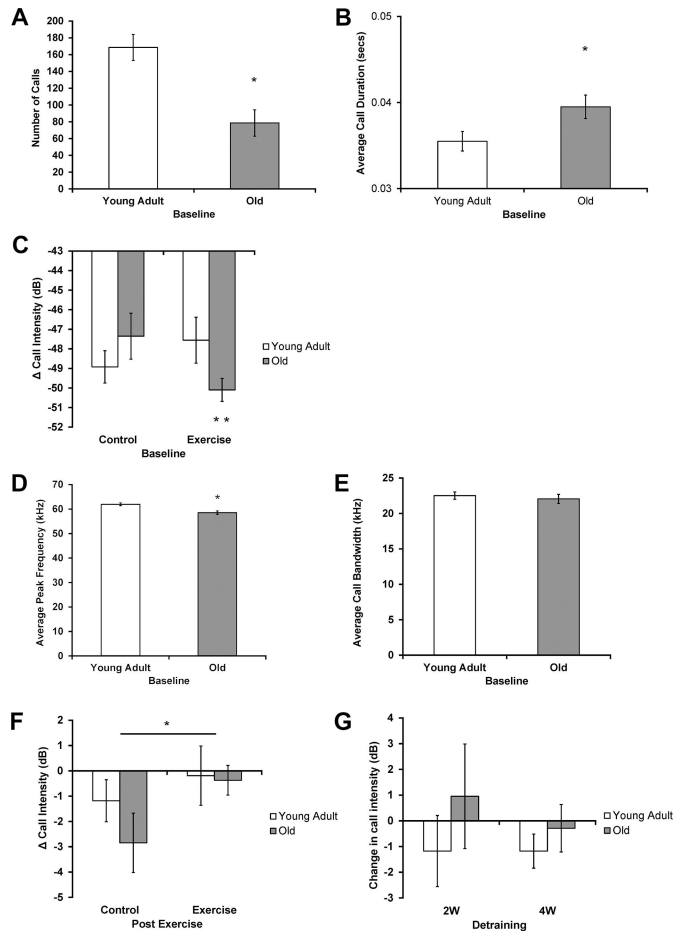 A
Number of Calls
200
180
160
140
120
100
80
60
40
20
0
*
Young Adult
Old
Baseline
B
Average Call Duration (secs)
0.05
0.04
0.03
*
Young Adult
Old
Baseline
C
Δ Call Intensity (dB)
-43
-44
-45
-46
-47
-48
-49
-50
-51
-52
* *
Control
Exercise
Baseline
Young Adult
Old
D
Average Peak Frequency (kHz)
70
60
50
40
30
20
10
0
*
Young Adult
Old
Baseline
E
Average Call Bandwidth (kHz)
25
20
15
10
5
0
Young Adult
Old
Baseline
F
Δ Call Intensity (dB)
2
1
0
-1
-2
-3
-4
-5
*
Control
Exercise
Post Exercise
Young Adult
Old
G
Change in call intensity (dB)
4
3
2
1
0
-1
-2
-3
2W
4W
Detraining
Young Adult
Old